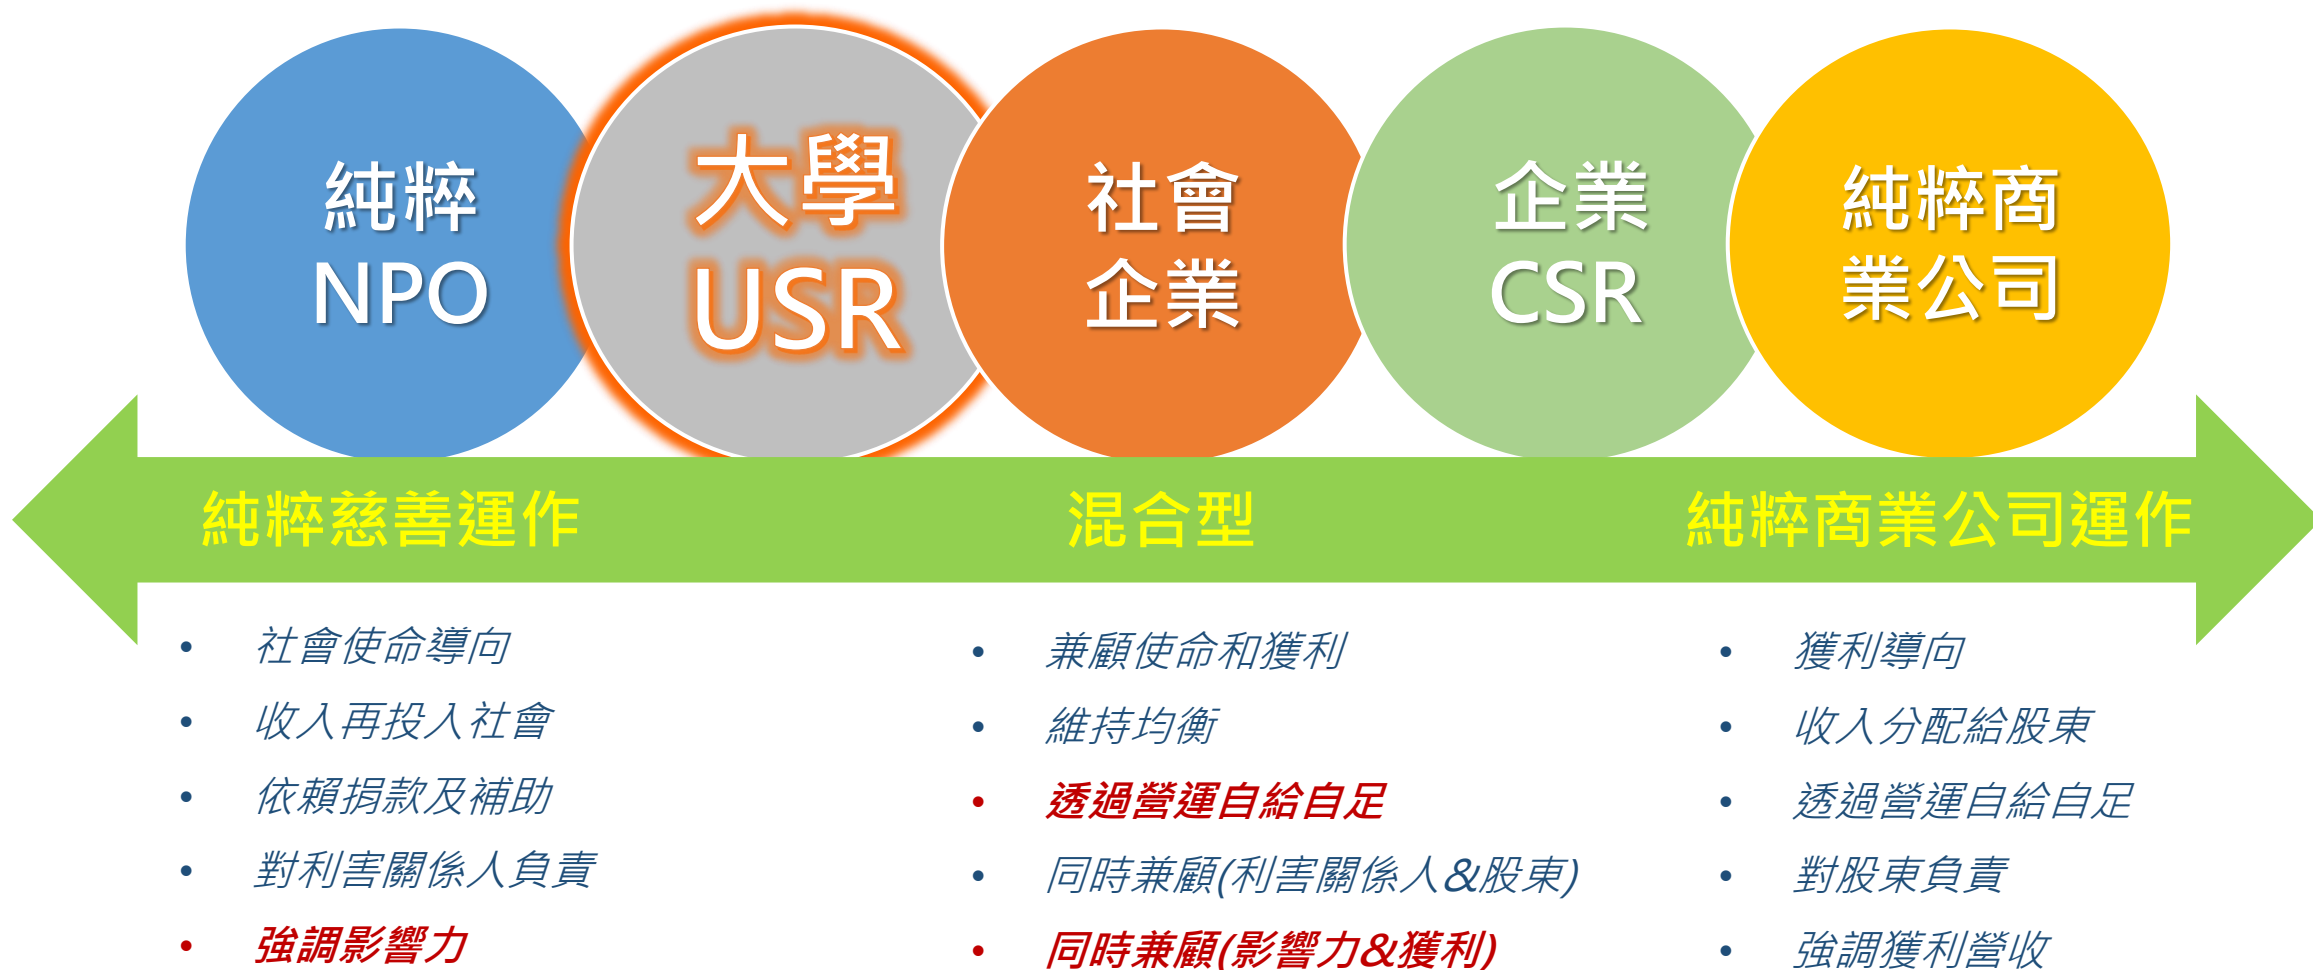 純粹
NPO
大學
USR
社會
企業
企業
CSR
純粹商
業公司
純粹慈善運作
混合型
純粹商業公司運作
• 社會使命導向
• 收入再投入社會
• 依賴捐款及補助
• 對利害關係人負責
• 強調影響力
• 兼顧使命和獲利
• 維持均衡
• 透過營運自給自足
• 同時兼顧(利害關係人&股東)
• 同時兼顧(影響力&獲利)
• 獲利導向
• 收入分配給股東
• 透過營運自給自足
• 對股東負責
• 強調獲利營收